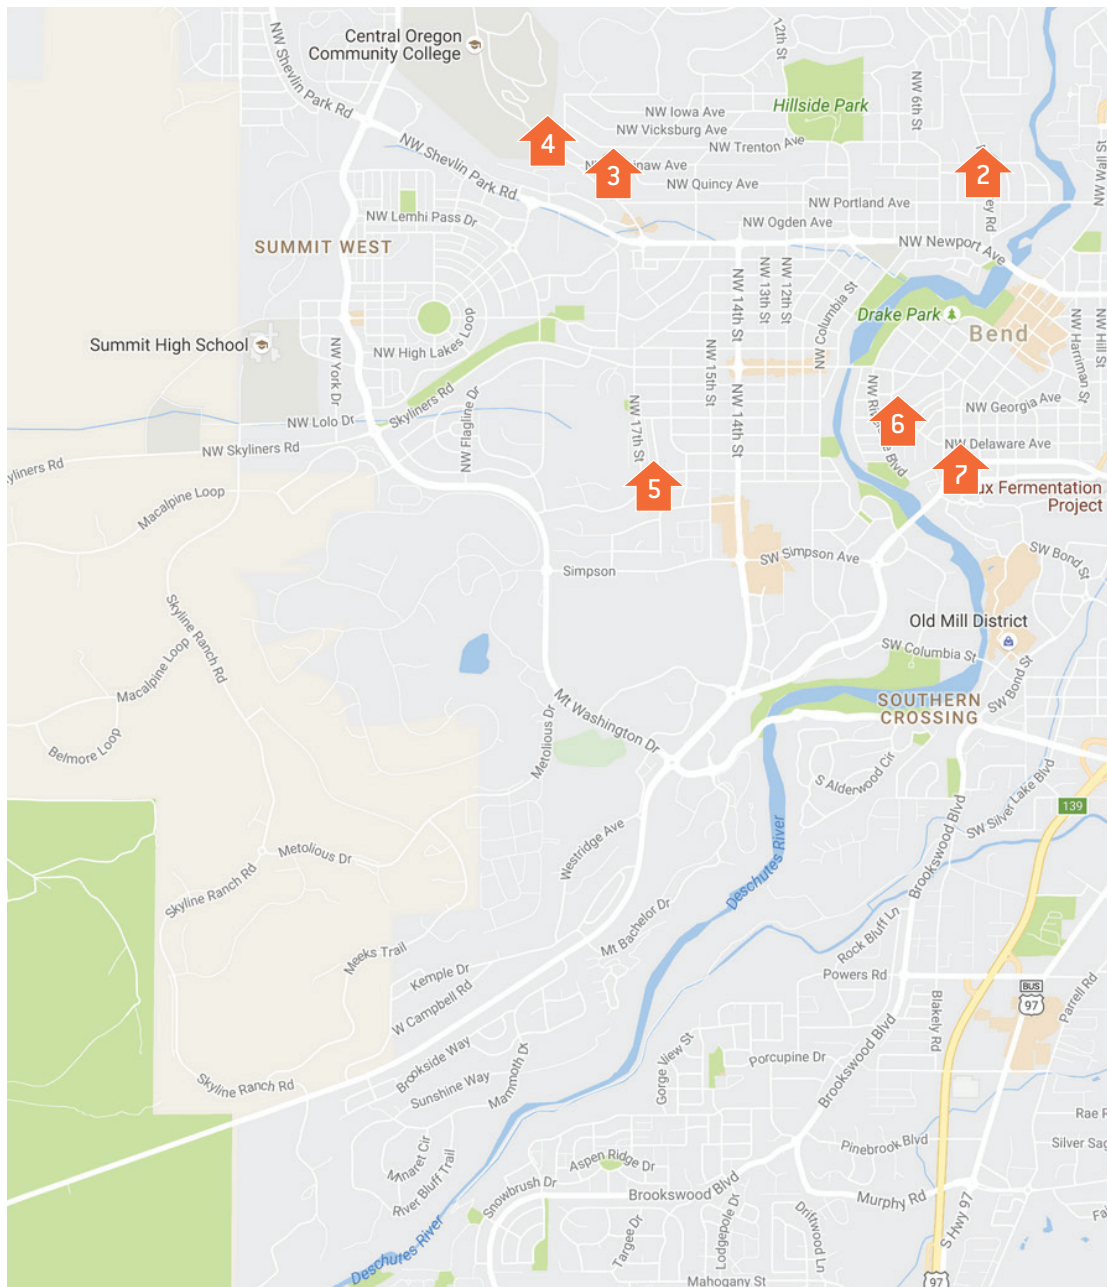 Central Oregon
Community College
NW Shevlin Park Rd
12th St
Hillside Park
NW 6th St
NW Wall St
NW Iowa Ave
NW Vicksburg Ave
NW Trenton Ave
4
3
2
NW Shevlin Park Rd
NW Quincy Ave
NW Portland Ave
NW Lemhi Pass Dr
NW Ogden Ave
NW Newport Ave
SUMMIT WEST
NW 14th St
NW 13th St
NW 12th St
NW Columbia St
Drake Park
Bend
Summit High School
NW High Lakes Loop
NW York Dr
NW 15th St
NW Harriman St
NW Hill St
NW Lolo Dr
Skyliners Rd
NW Flagline Dr
NW 17th St
NW 14th St
NW Georgia Ave
6
NW Delaware Ave
NW Skyliners Rd
yliners Rd
Macalpine Loop
5
7
ux Fermentation
Project
Simpson
SW Simpson Ave
SW Bond St
Skyline Ranch Rd
Old Mill District
SW Columbia St
Macalpine Loop
SW Bond St
SOUTHERN
CROSSING
Belmore Loop
Metolious Dr
Mt Washington Dr
S Alderwood Cir
SW Silver Lake Blvd
139
Brookswood Blvd
Westridge Ave
Deschutes River
Metolious Dr
Skyline Ranch Rd
Mt Bachelor Dr
Rock Bluff Ln
Meeks Trail
Kemple Dr
W Campbell Rd
Powers Rd
BUS
97
Parrell Rd
Blakely Rd
Brookside Way
Sunshine Way
Mammoth Dr
Gorge View St
Porcupine Dr
Brookswood Blvd
Skyline Ranch Rd
Rae
Pinebrook Blvd
Silver Sag
Minaret Cir
River Bluff Trail
Aspen Ridge Dr
Snowbrush Dr
Brookswood Blvd
Murphy Rd
S Hwy 97
Fa
Deschutes River
Targee Dr
Lodgepole Dr
Driftwood Ln
Mahogany St
97